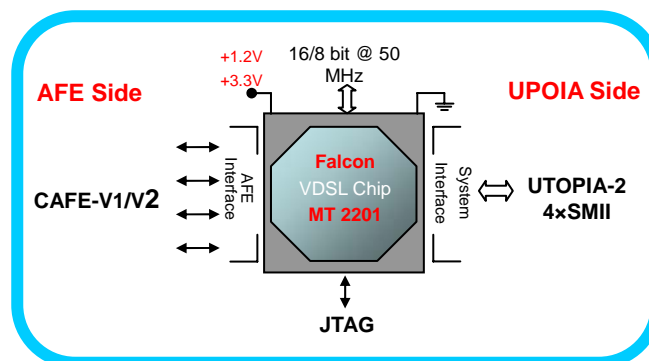 +1.2V
+3.3V
16/8 bit @ 50
MHz
AFE Side
UPOIA Side
AFE
Interface
Falcon
VDSL Chip
MT 2201
System
Interface
CAFE-V1/V2
UTOPIA-2
4×SMII
JTAG